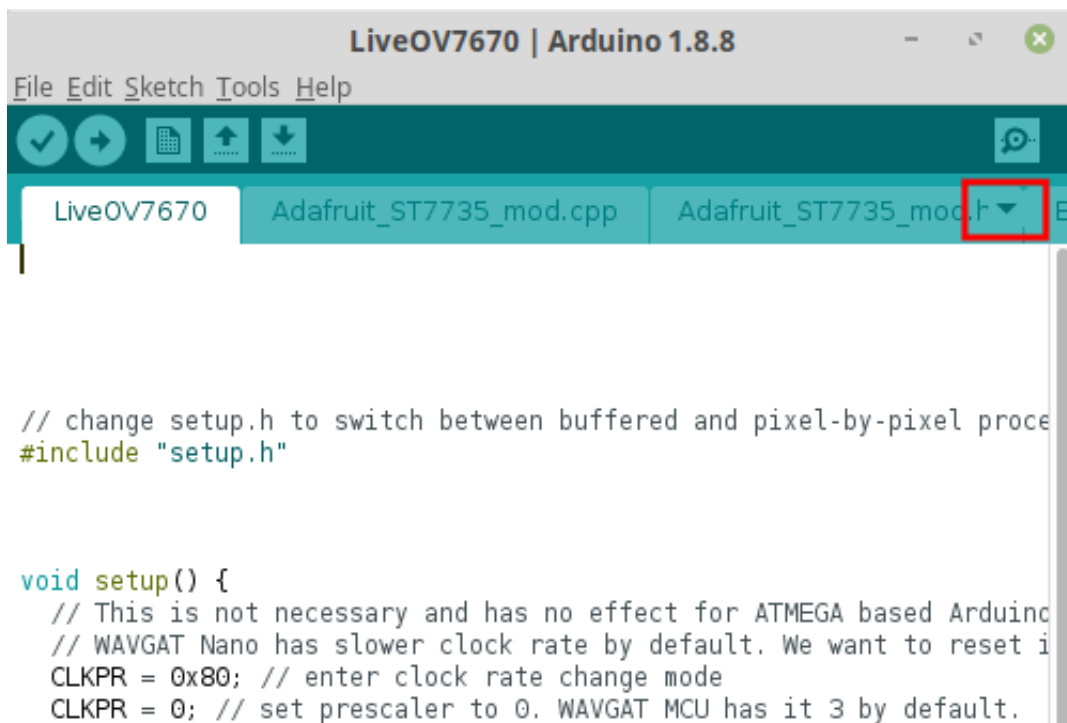 LiveOV7670 | Arduino 1.8.8
File Edit Sketch Tools Help
LiveOV7670 Adafruit_ST7735_mod.cpp Adafruit_ST7735_mod.h
// change setup.h to switch between buffered and pixel-by-pixel proce
#include "setup.h"
void setup() {
// This is not necessary and has no effect for ATMEGA based Arduino
// WAVGAT Nano has slower clock rate by default. We want to reset i
CLKPR = 0x80; // enter clock rate change mode
CLKPR = 0; // set prescaler to 0. WAVGAT MCU has it 3 by default.